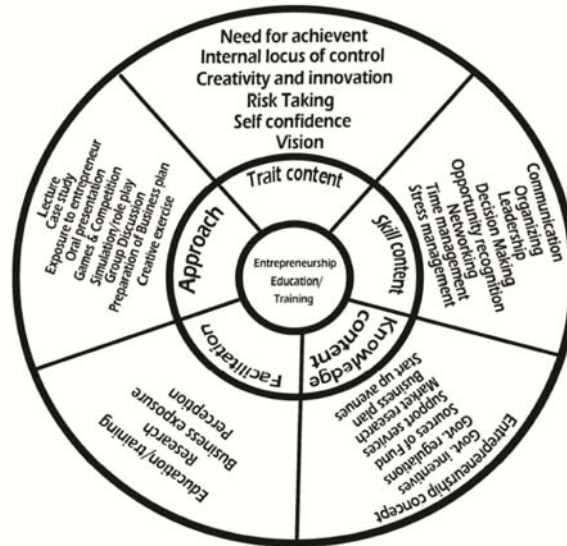 Need for achievent
Internal locus of control
Creativity and innovation
Risk Taking
Self confidence
Vision
Trait content
Communication
Organizing
Leadership
Decision Making
Opportunity recognition
Networking
Time management
Stress management
Skill content
Entrepreneurship concept
Govt. incentives
Govt. regulations
Sources of Fund
Support services
Market research
Business plan
Start up avenues
Knowledge
content
Education/training
Research
Business exposure
Perception
Facilitation
Lecture
Case study
Exposure to entrepreneur
Oral presentation
Games & Competition
Simulation/role play
Group Discussion
Preparation of Business plan
Creative exercise
Approach
Entrepreneurship
Education/
Training